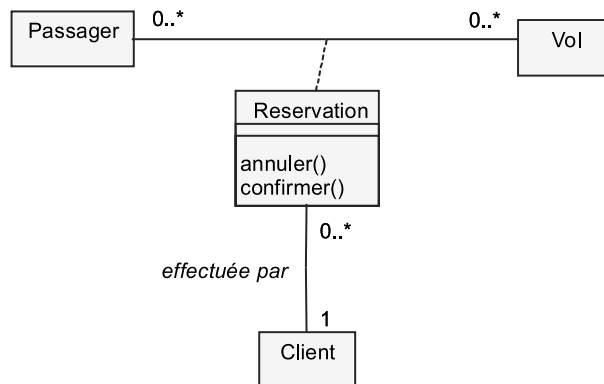 Passager
0..*
0..*
Vol
Reservation
annuler()
confirmer()
0..*
effectuée par
1
Client